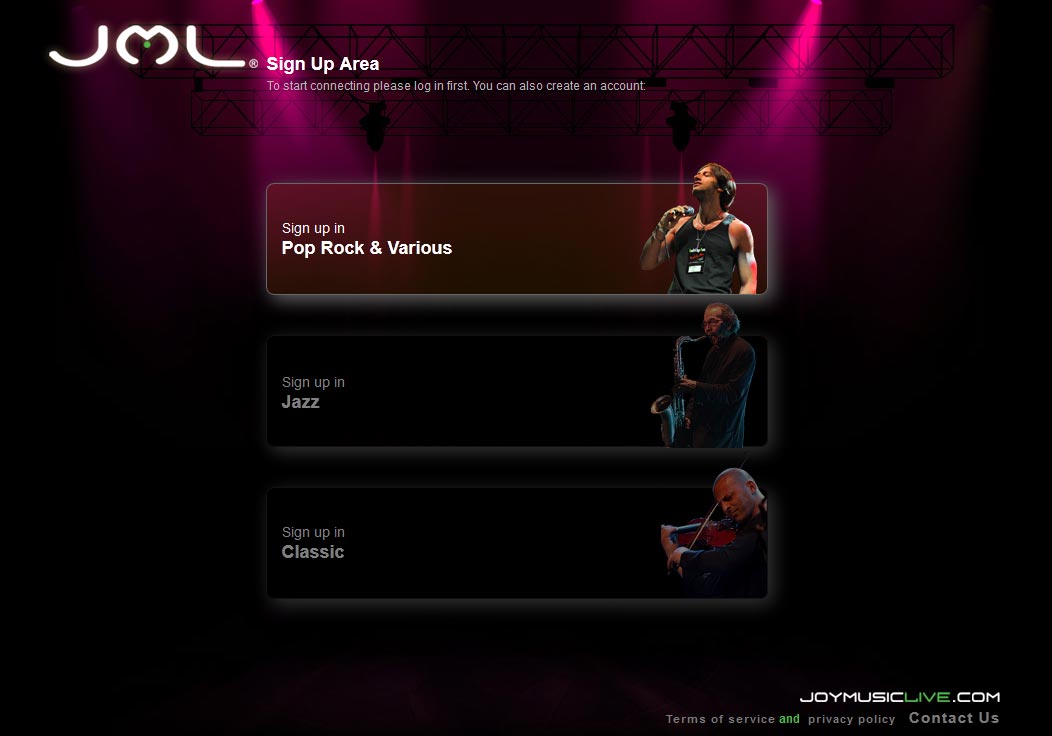 JML®
Sign Up Area
To start connecting please log in first. You can also create an account:
Sign up in
Pop Rock & Various
Sign up in
Jazz
Sign up in
Classic
JOYMUSICLIVE.COM
Terms of service and privacy policy Contact Us